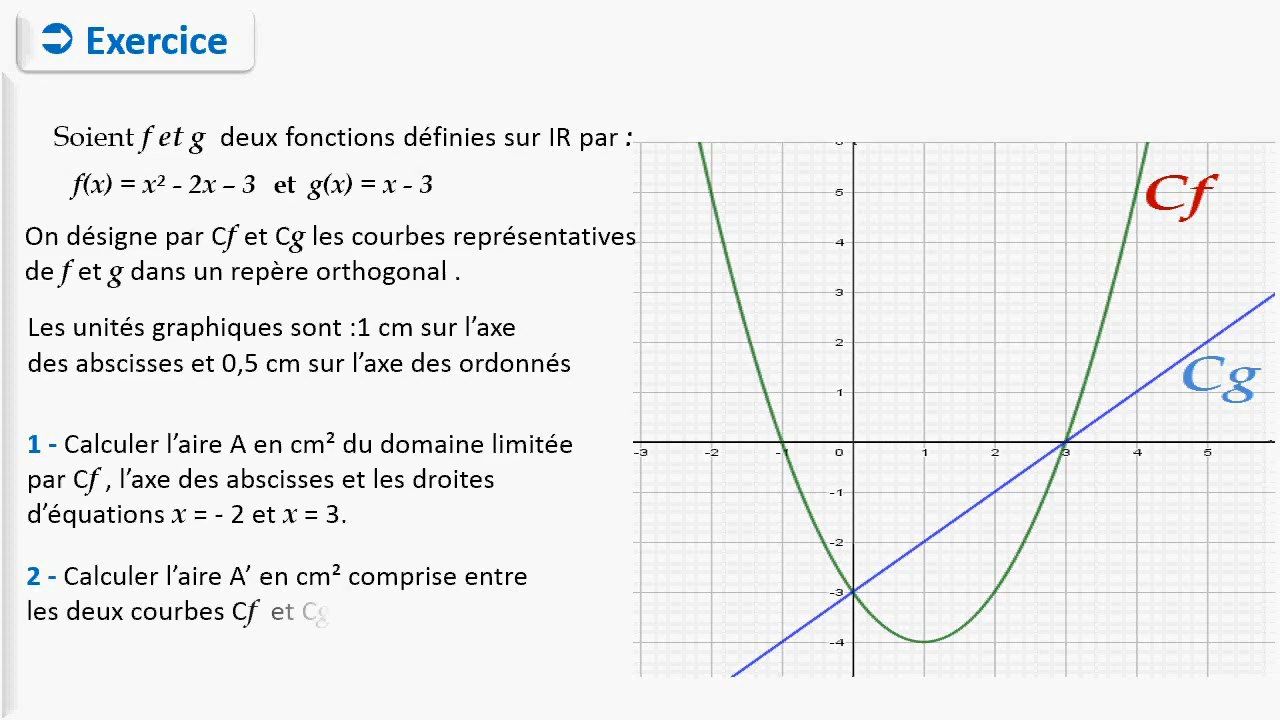 Exercice
Soient f et g deux fonctions définies sur IR par :
f(x) = x² - 2x – 3 et g(x) = x - 3
On désigne par Cf et Cg les courbes représentatives
de f et g dans un repère orthogonal .
Les unités graphiques sont :1 cm sur l’axe
des abscisses et 0,5 cm sur l’axe des ordonnés
1 - Calculer l’aire A en cm² du domaine limitée
par Cf , l’axe des abscisses et les droites
d’équations x = - 2 et x = 3.
2 - Calculer l’aire A’ en cm² comprise entre
les deux courbes Cf et Cg
Cf
5
4
3
2
Cg
1
-3 -2 -1 0 1 2 3 4 5
-1
-2
-3
-4